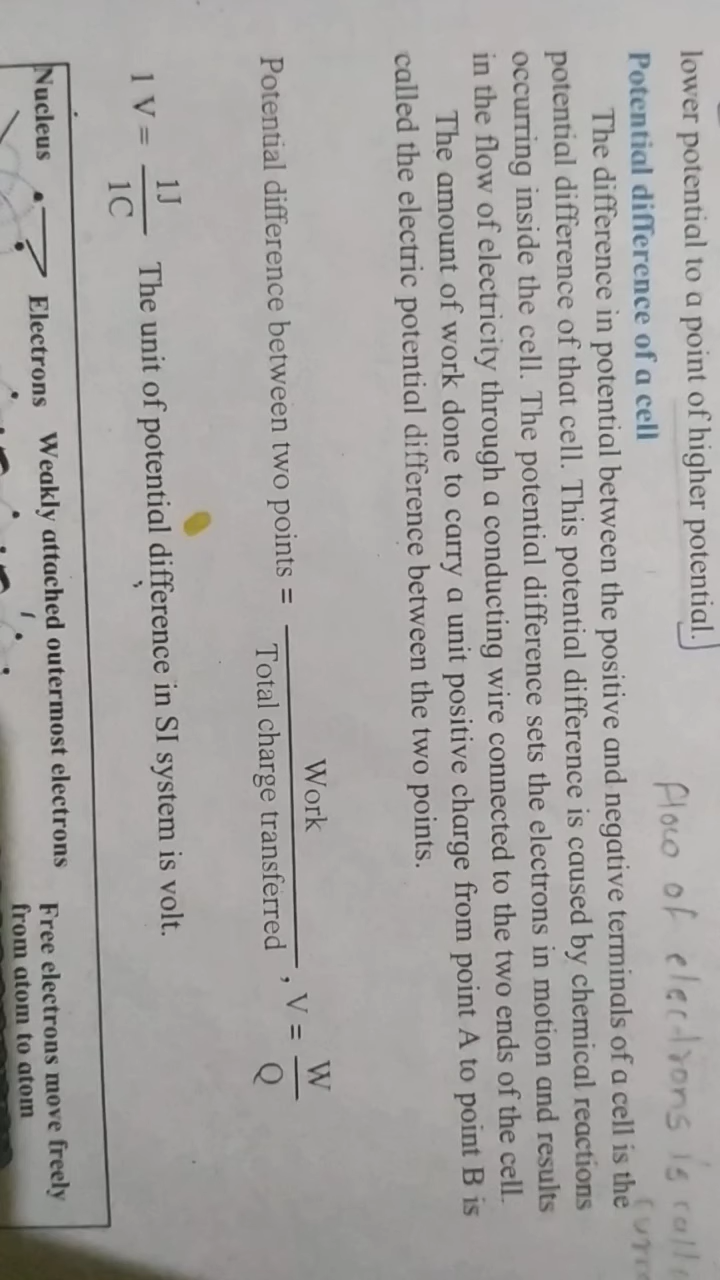 lower potential to a point of higher potential.
flow of electrons is
Potential difference of a cell
The difference in potential between the positive and negative terminals of a cell is the
potential difference of that cell. This potential difference is caused by chemical reactions
occurring inside the cell. The potential difference sets the electrons in motion and results
in the flow of electricity through a conducting wire connected to the two ends of the cell.
The amount of work done to carry a unit positive charge from point A to point B is
called the electric potential difference between the two points.
Potential difference between two points = Work / Total charge transferred , V = W / Q
1 V = 1J / 1C The unit of potential difference in SI system is volt.
Nucleus Electrons Weakly attached outermost electrons Free electrons move freely
from atom to atom